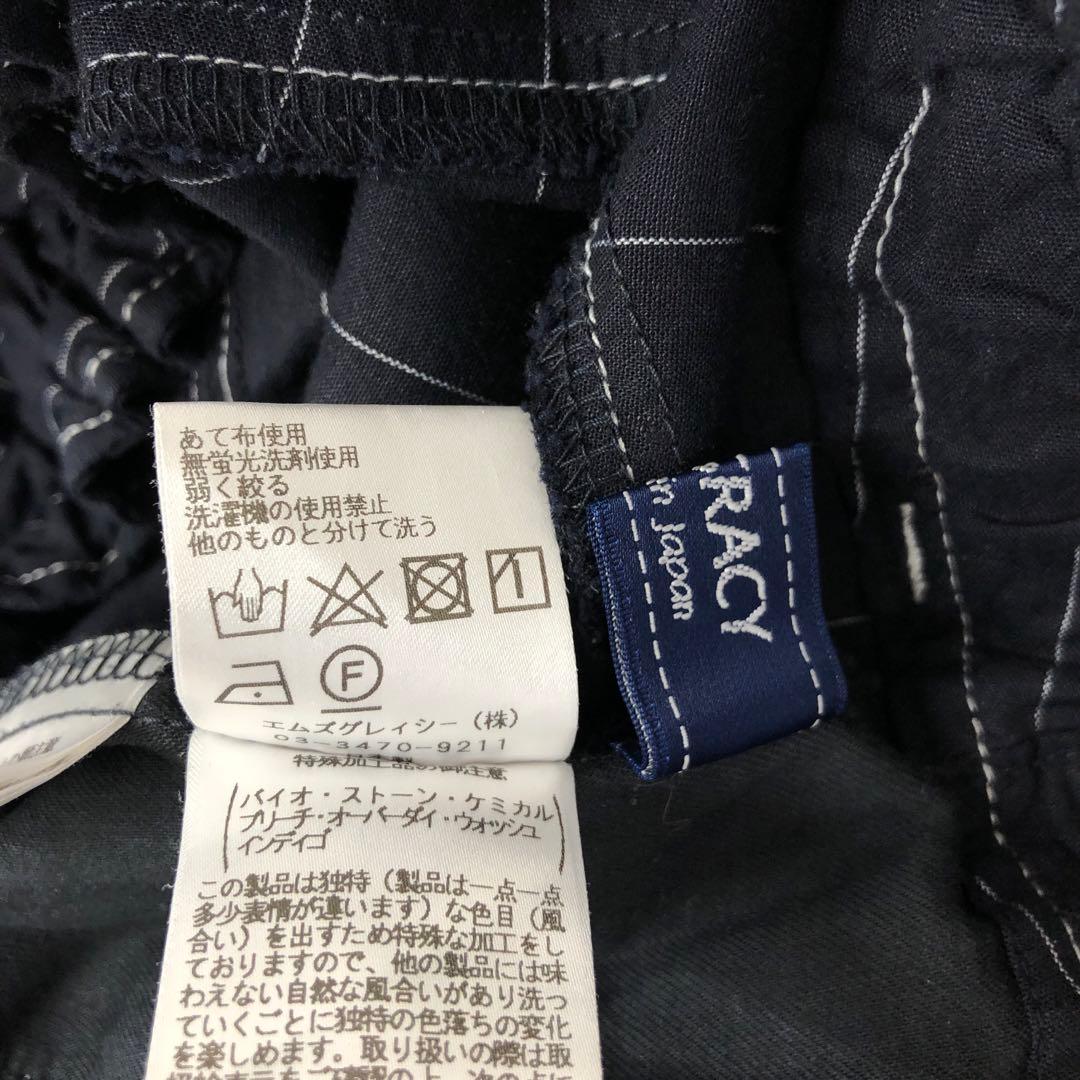 あて布使用
無蛍光洗剤使用
弱く絞る
洗濯機の使用禁止
他のものと分けて洗う
F
エムズグレイシー(株)
03-3470-9211
特殊加工製の御注意
(バイオ・ストーン・ケミカル
ブリーチ・オーバーダイ・ウォッシュ
インディゴ)
この製品は独特(製品は一点一点
多少表情が違います)な色目(風
合い)を出すため特殊な加工をし
ておりますので、他の製品には味
わえない自然な風合いがあり洗っ
ていくごとに独特の色落ちの変化
を楽しめます。取り扱いの際は取
GRACY
in Japan